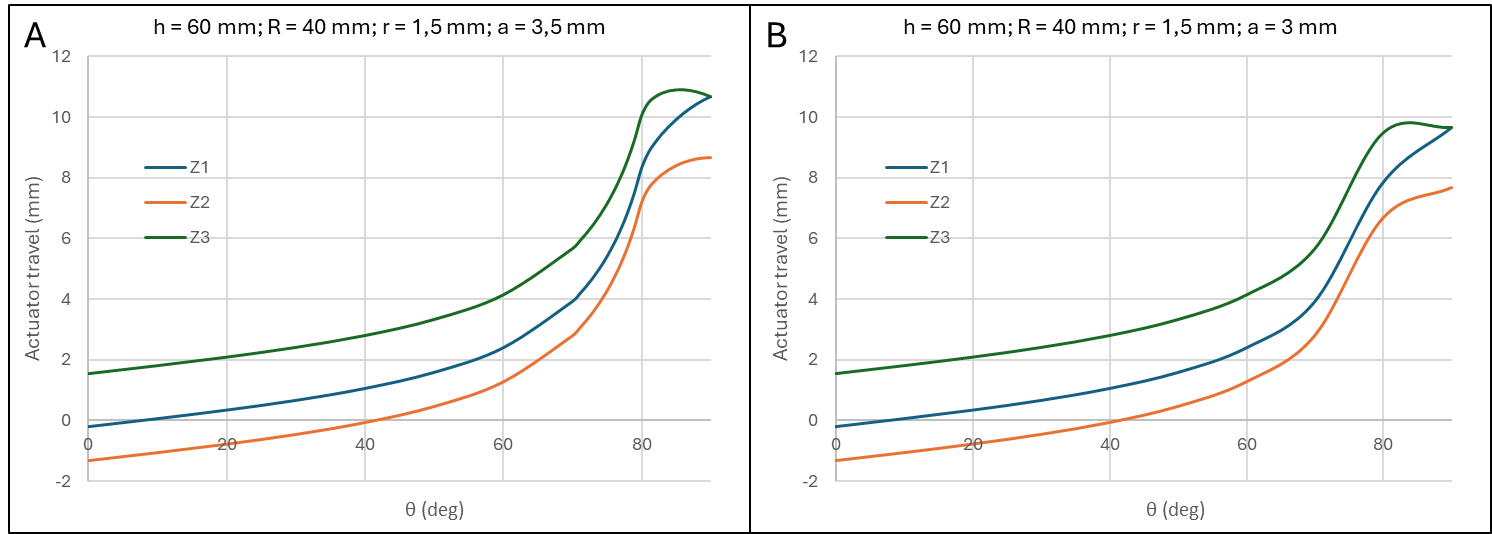 A
h = 60 mm; R = 40 mm; r = 1,5 mm; a = 3,5 mm
12
10
8
6
4
2
0
-2
Actuator travel (mm)
Z1
Z2
Z3
0
20
40
60
80
θ (deg)
B
h = 60 mm; R = 40 mm; r = 1,5 mm; a = 3 mm
12
10
8
6
4
2
0
-2
Actuator travel (mm)
Z1
Z2
Z3
0
20
40
60
80
θ (deg)